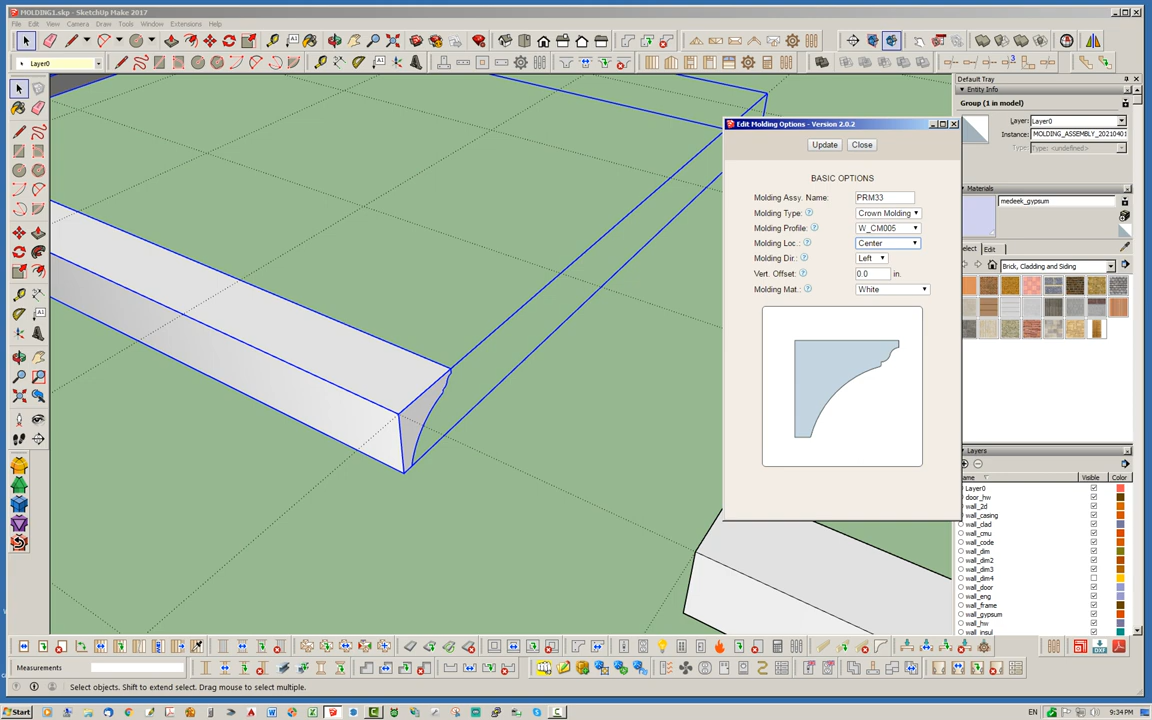 MOLDING1.skp - SketchUp Make 2017
File Edit View Camera Draw Tools Window Extensions Help
Layer0
Default Tray
Entity Info
Group (1 in model)
Layer: Layer0
Instance: MOLDING_ASSEMBLY_20210401
Type: Type: <undefined>
Materials
medeek_gypsum
Select Edit
Brick, Cladding and Siding
Edit Molding Options - Version 2.0.2
Update Close
BASIC OPTIONS
Molding Assy. Name: PRM33
Molding Type: ? Crown Molding
Molding Profile: ? W_CM005
Molding Loc.: ? Center
Molding Dir.: ? Left
Vert. Offset: ? 0.0 in.
Molding Mat.: ? White
Layers
Name Visible Color
Layer0
door_hw
wall_2d
wall_casing
wall_clad
wall_cmu
wall_code
wall_dim
wall_dim2
wall_dim3
wall_dim4
wall_door
wall_eng
wall_frame
wall_gypsum
wall_hw
wall_insul
DXF
Measurements
Select objects. Shift to extend select. Drag mouse to select multiple.
Start
EN 9:34 PM